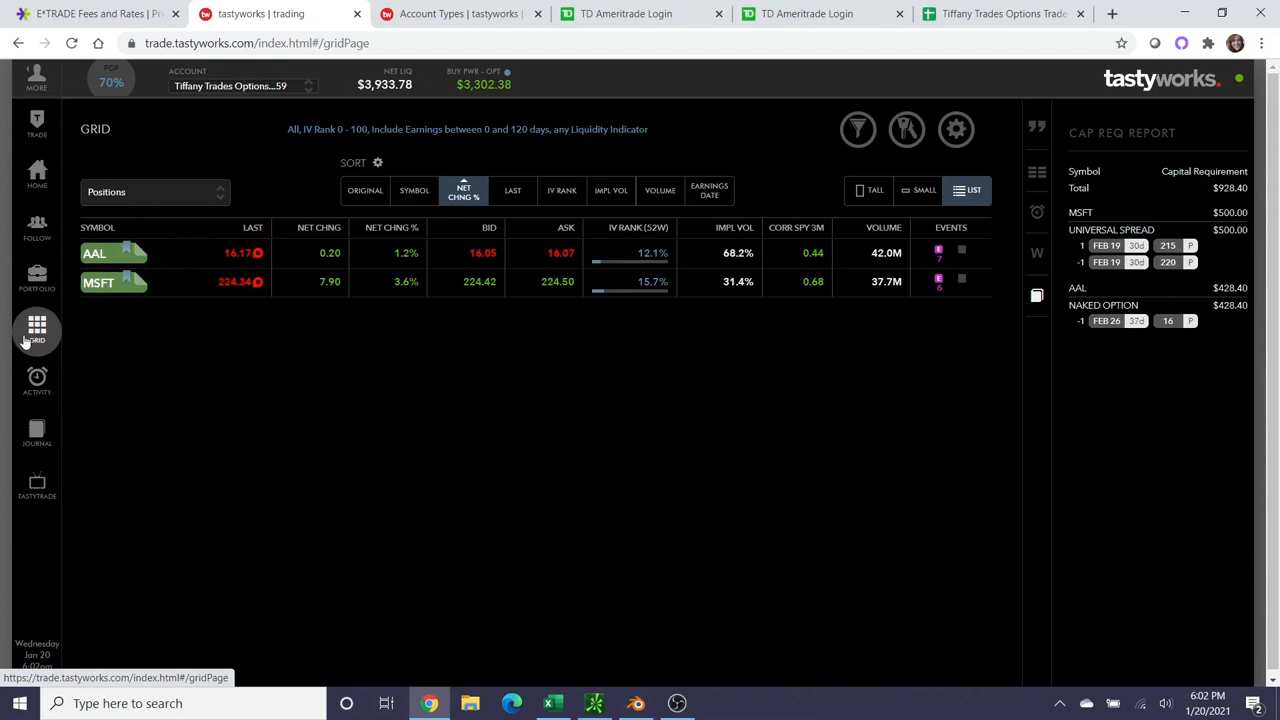 E*TRADE Fees and Rates | Pri
tastyworks | trading
Account Types | tastyworks |
TD Ameritrade Login
TD Ameritrade Login
Tiffany Trades Options Trade
trade.tastyworks.com/index.html#/gridPage
MORE
POP
70%
ACCOUNT
Tiffany Trades Options...59
NET LIQ
$3,933.78
BUY PWR - OPT
$3,302.38
tastyworks.
TRADE
HOME
FOLLOW
PORTFOLIO
GRID
ACTIVITY
JOURNAL
TASTYTRADE
GRID
All, IV Rank 0 - 100, Include Earnings between 0 and 120 days, any Liquidity Indicator
SORT
Positions
ORIGINAL
SYMBOL
NET
CHNG %
LAST
IV RANK
IMPL VOL
VOLUME
EARNINGS
DATE
TALL
SMALL
LIST
SYMBOL LAST NET CHNG NET CHNG % BID ASK IV RANK (52W) IMPL VOL CORR SPY 3M VOLUME EVENTS
AAL 16.17 0.20 1.2% 16.05 16.07 12.1% 68.2% 0.44 42.0M E 7
MSFT 224.34 7.90 3.6% 224.42 224.50 15.7% 31.4% 0.68 37.7M E 6
W
CAP REQ REPORT
Symbol Capital Requirement
Total $928.40
MSFT $500.00
UNIVERSAL SPREAD $500.00
1 FEB 19 30d 215 P
-1 FEB 19 30d 220 P
AAL $428.40
NAKED OPTION $428.40
-1 FEB 26 37d 16 P
Wednesday
Jan 20
6:02pm
https://trade.tastyworks.com/index.html#/gridPage
Type here to search
6:02 PM
1/20/2021
2